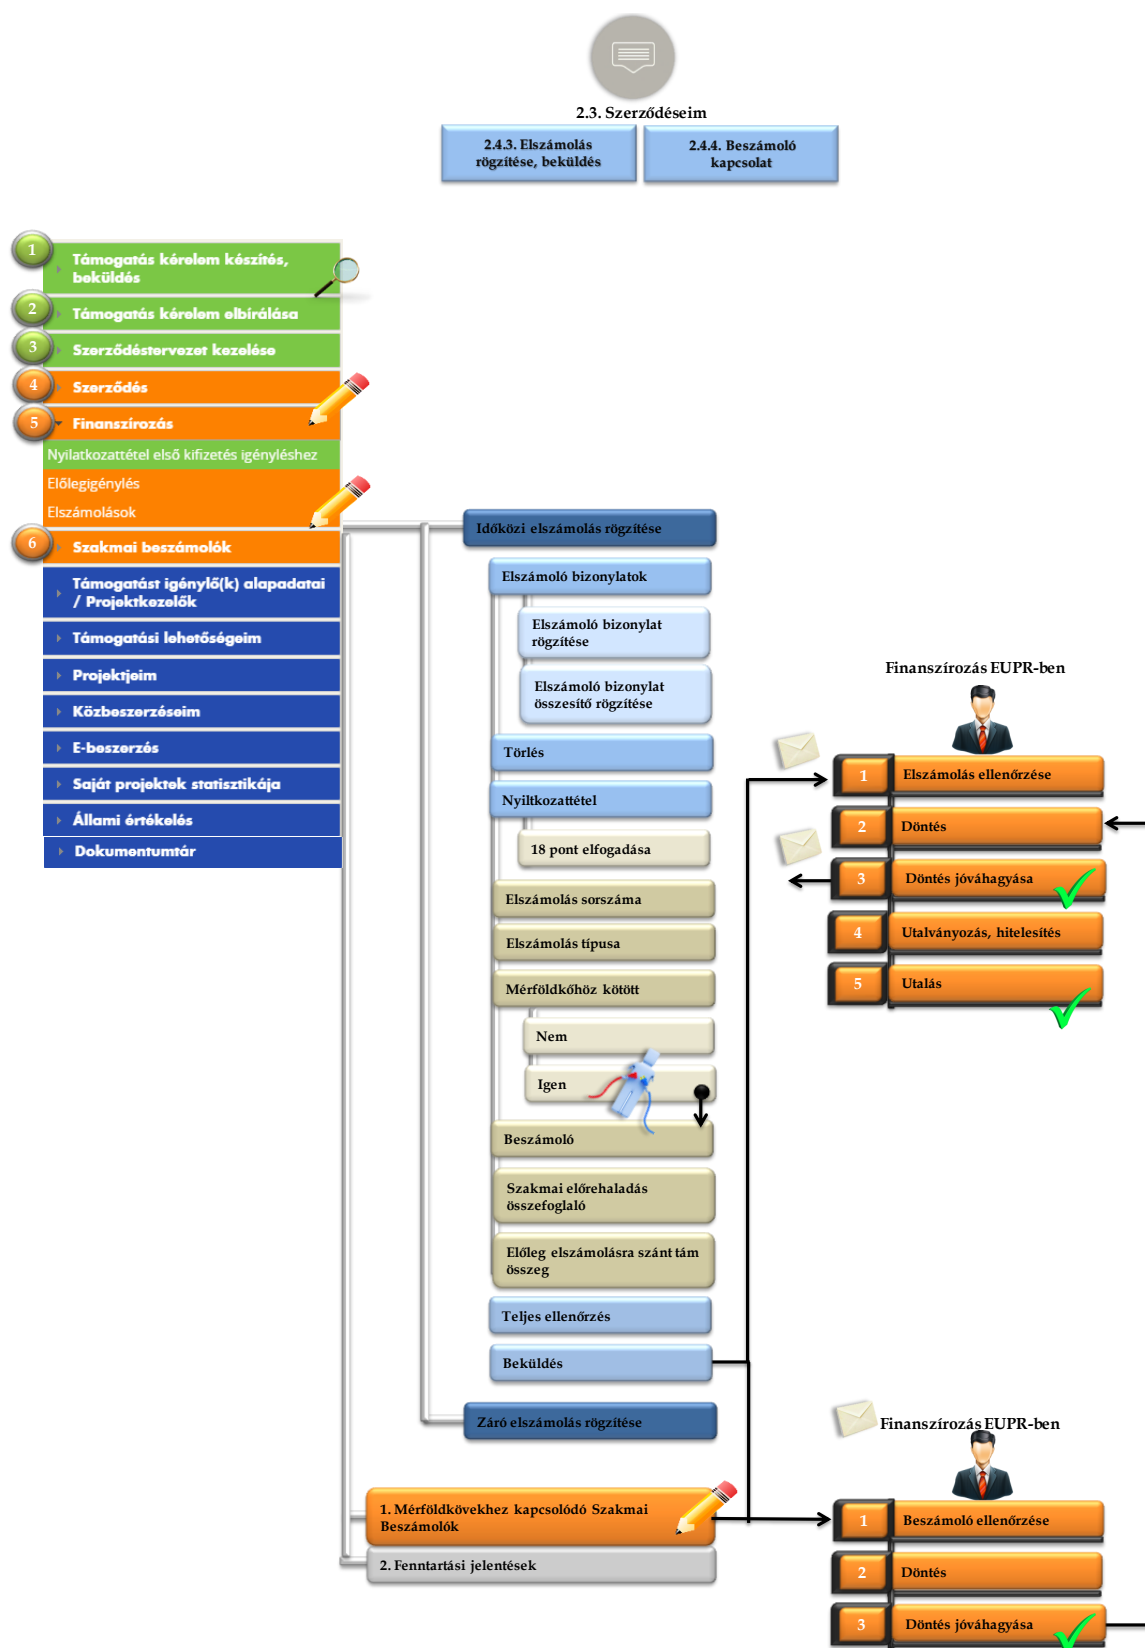 2.3. Szerződéseim
2.4.3. Elszámolás
rögzítése, beküldés
2.4.4. Beszámoló
kapcsolat
1
Támogatás kérelem készítés,
beküldés
2
Támogatás kérelem elbírálása
3
Szerződéstervezet kezelése
4
Szerződés
5
Finanszírozás
Nyilatkozattétel első kifizetés igényléshez
Előlegigénylés
Elszámolások
6
Szakmai beszámolók
Támogatást igénylő(k) alapadatai
/ Projektkezelők
Támogatási lehetőségeim
Projektjeim
Közbeszerzéseim
E-beszerzés
Saját projektek statisztikája
Állami értékelés
Dokumentumtár
Időközi elszámolás rögzítése
Elszámoló bizonylatok
Elszámoló bizonylat
rögzítése
Elszámoló bizonylat
összesítő rögzítése
Törlés
Nyiltkozattétel
18 pont elfogadása
Elszámolás sorszáma
Elszámolás típusa
Mérföldkőhöz kötött
Nem
Igen
Beszámoló
Szakmai előrehaladás
összefoglaló
Előleg elszámolásra szánt tám
összeg
Teljes ellenőrzés
Beküldés
Záró elszámolás rögzítése
1. Mérföldkövekhez kapcsolódó Szakmai
Beszámolók
2. Fenntartási jelentések
Finanszírozás EUPR-ben
1
Elszámolás ellenőrzése
2
Döntés
3
Döntés jóváhagyása
4
Utalványozás, hitelesítés
5
Utalás
Finanszírozás EUPR-ben
1
Beszámoló ellenőrzése
2
Döntés
3
Döntés jóváhagyása